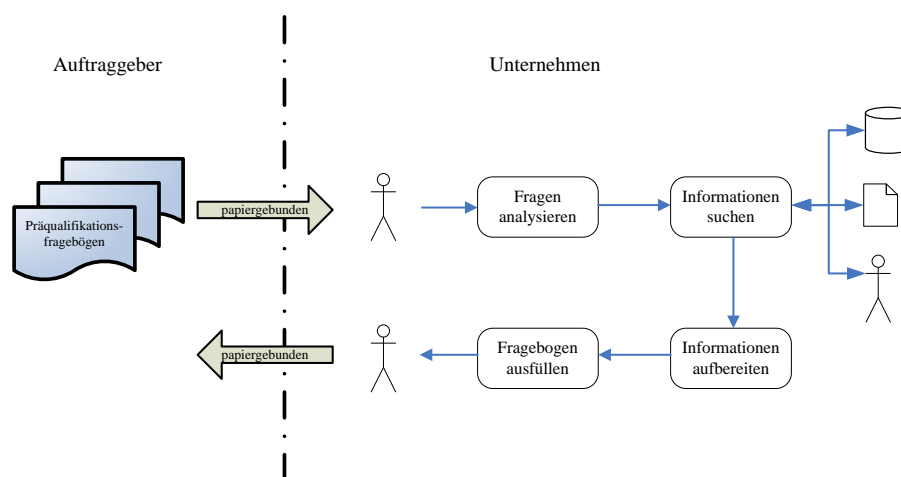 Auftraggeber
Unternehmen
Präqualifikations-
fragebögen
papiergebunden
Fragen
analysieren
Informationen
suchen
papiergebunden
Fragebogen
ausfüllen
Informationen
aufbereiten